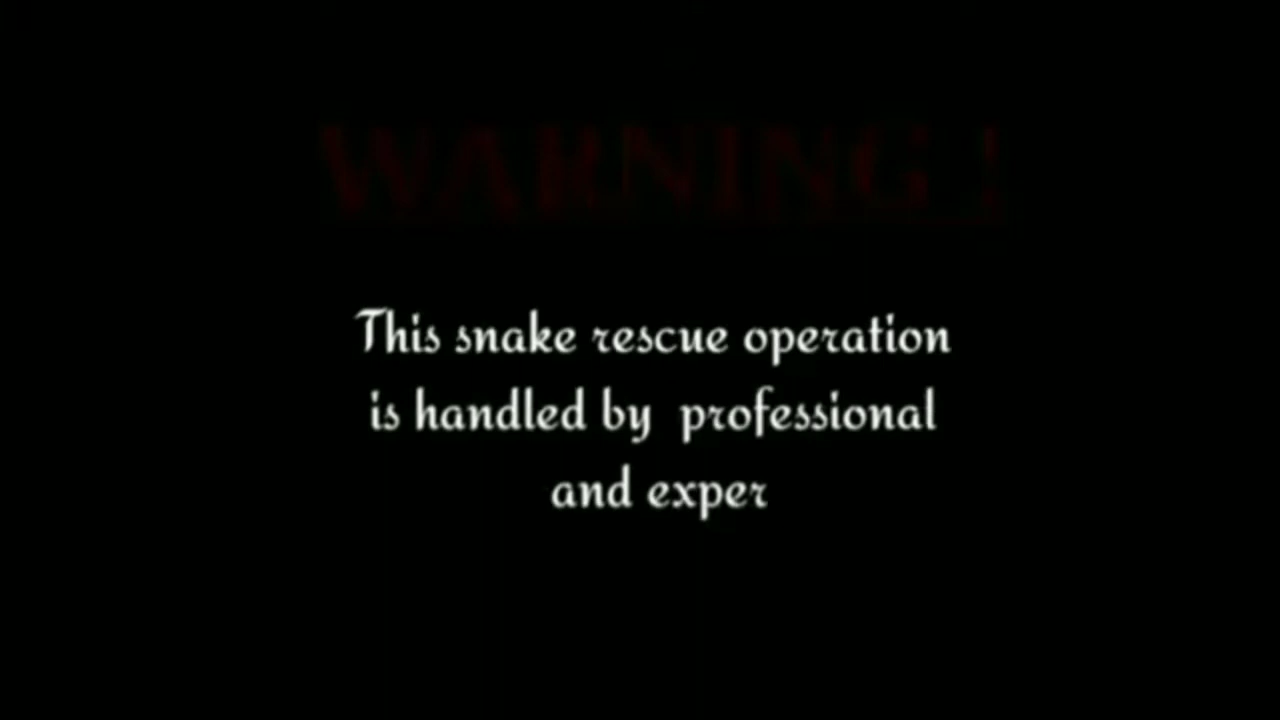 WARNING !
This snake rescue operation
is handled by professional
and exper